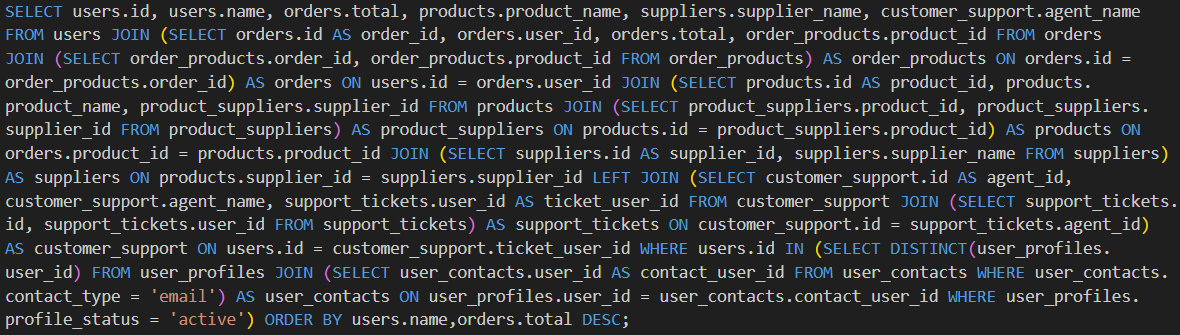 SELECT users.id, users.name, orders.total, products.product_name, suppliers.supplier_name, customer_support.agent_name
FROM users JOIN (SELECT orders.id AS order_id, orders.user_id, orders.total, order_products.product_id FROM orders
JOIN (SELECT order_products.order_id, order_products.product_id FROM order_products) AS order_products ON orders.id =
order_products.order_id) AS orders ON users.id = orders.user_id JOIN (SELECT products.id AS product_id, products.
product_name, product_suppliers.supplier_id FROM products JOIN (SELECT product_suppliers.product_id, product_suppliers.
supplier_id FROM product_suppliers) AS product_suppliers ON products.id = product_suppliers.product_id) AS products ON
orders.product_id = products.product_id JOIN (SELECT suppliers.id AS supplier_id, suppliers.supplier_name FROM suppliers)
AS suppliers ON products.supplier_id = suppliers.supplier_id LEFT JOIN (SELECT customer_support.id AS agent_id,
customer_support.agent_name, support_tickets.user_id AS ticket_user_id FROM customer_support JOIN (SELECT support_tickets.
id, support_tickets.user_id FROM support_tickets) AS support_tickets ON customer_support.id = support_tickets.agent_id)
AS customer_support ON users.id = customer_support.ticket_user_id WHERE users.id IN (SELECT DISTINCT(user_profiles.
user_id) FROM user_profiles JOIN (SELECT user_contacts.user_id AS contact_user_id FROM user_contacts WHERE user_contacts.
contact_type = 'email') AS user_contacts ON user_profiles.user_id = user_contacts.contact_user_id WHERE user_profiles.
profile_status = 'active') ORDER BY users.name,orders.total DESC;